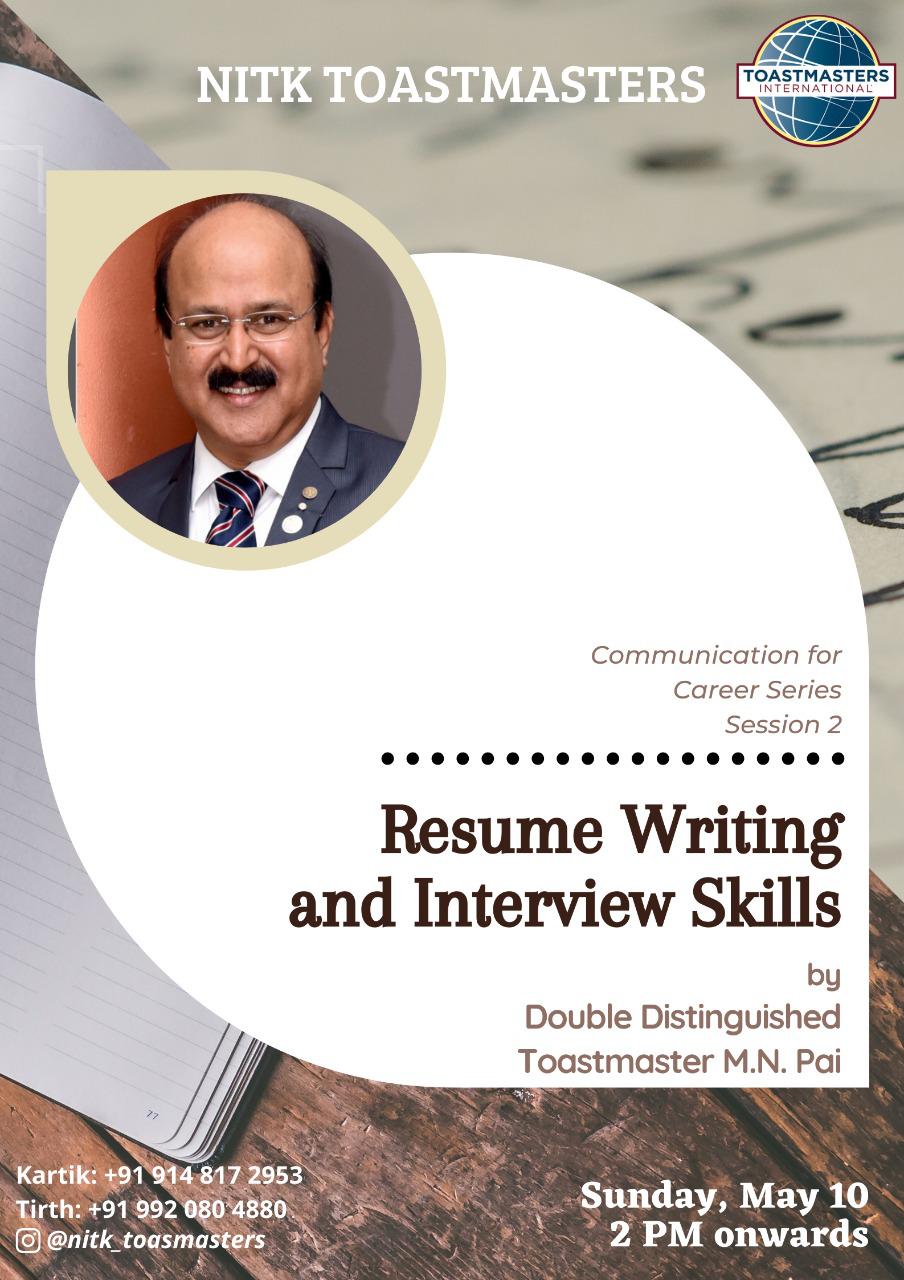 NITK TOASTMASTERS
TOASTMASTERS
INTERNATIONAL
Communication for
Career Series
Session 2
Resume Writing
and Interview Skills
by
Double Distinguished
Toastmaster M.N. Pai
77
Kartik: +91 914 817 2953
Tirth: +91 992 080 4880
@nitk_toasmasters
Sunday, May 10
2 PM onwards